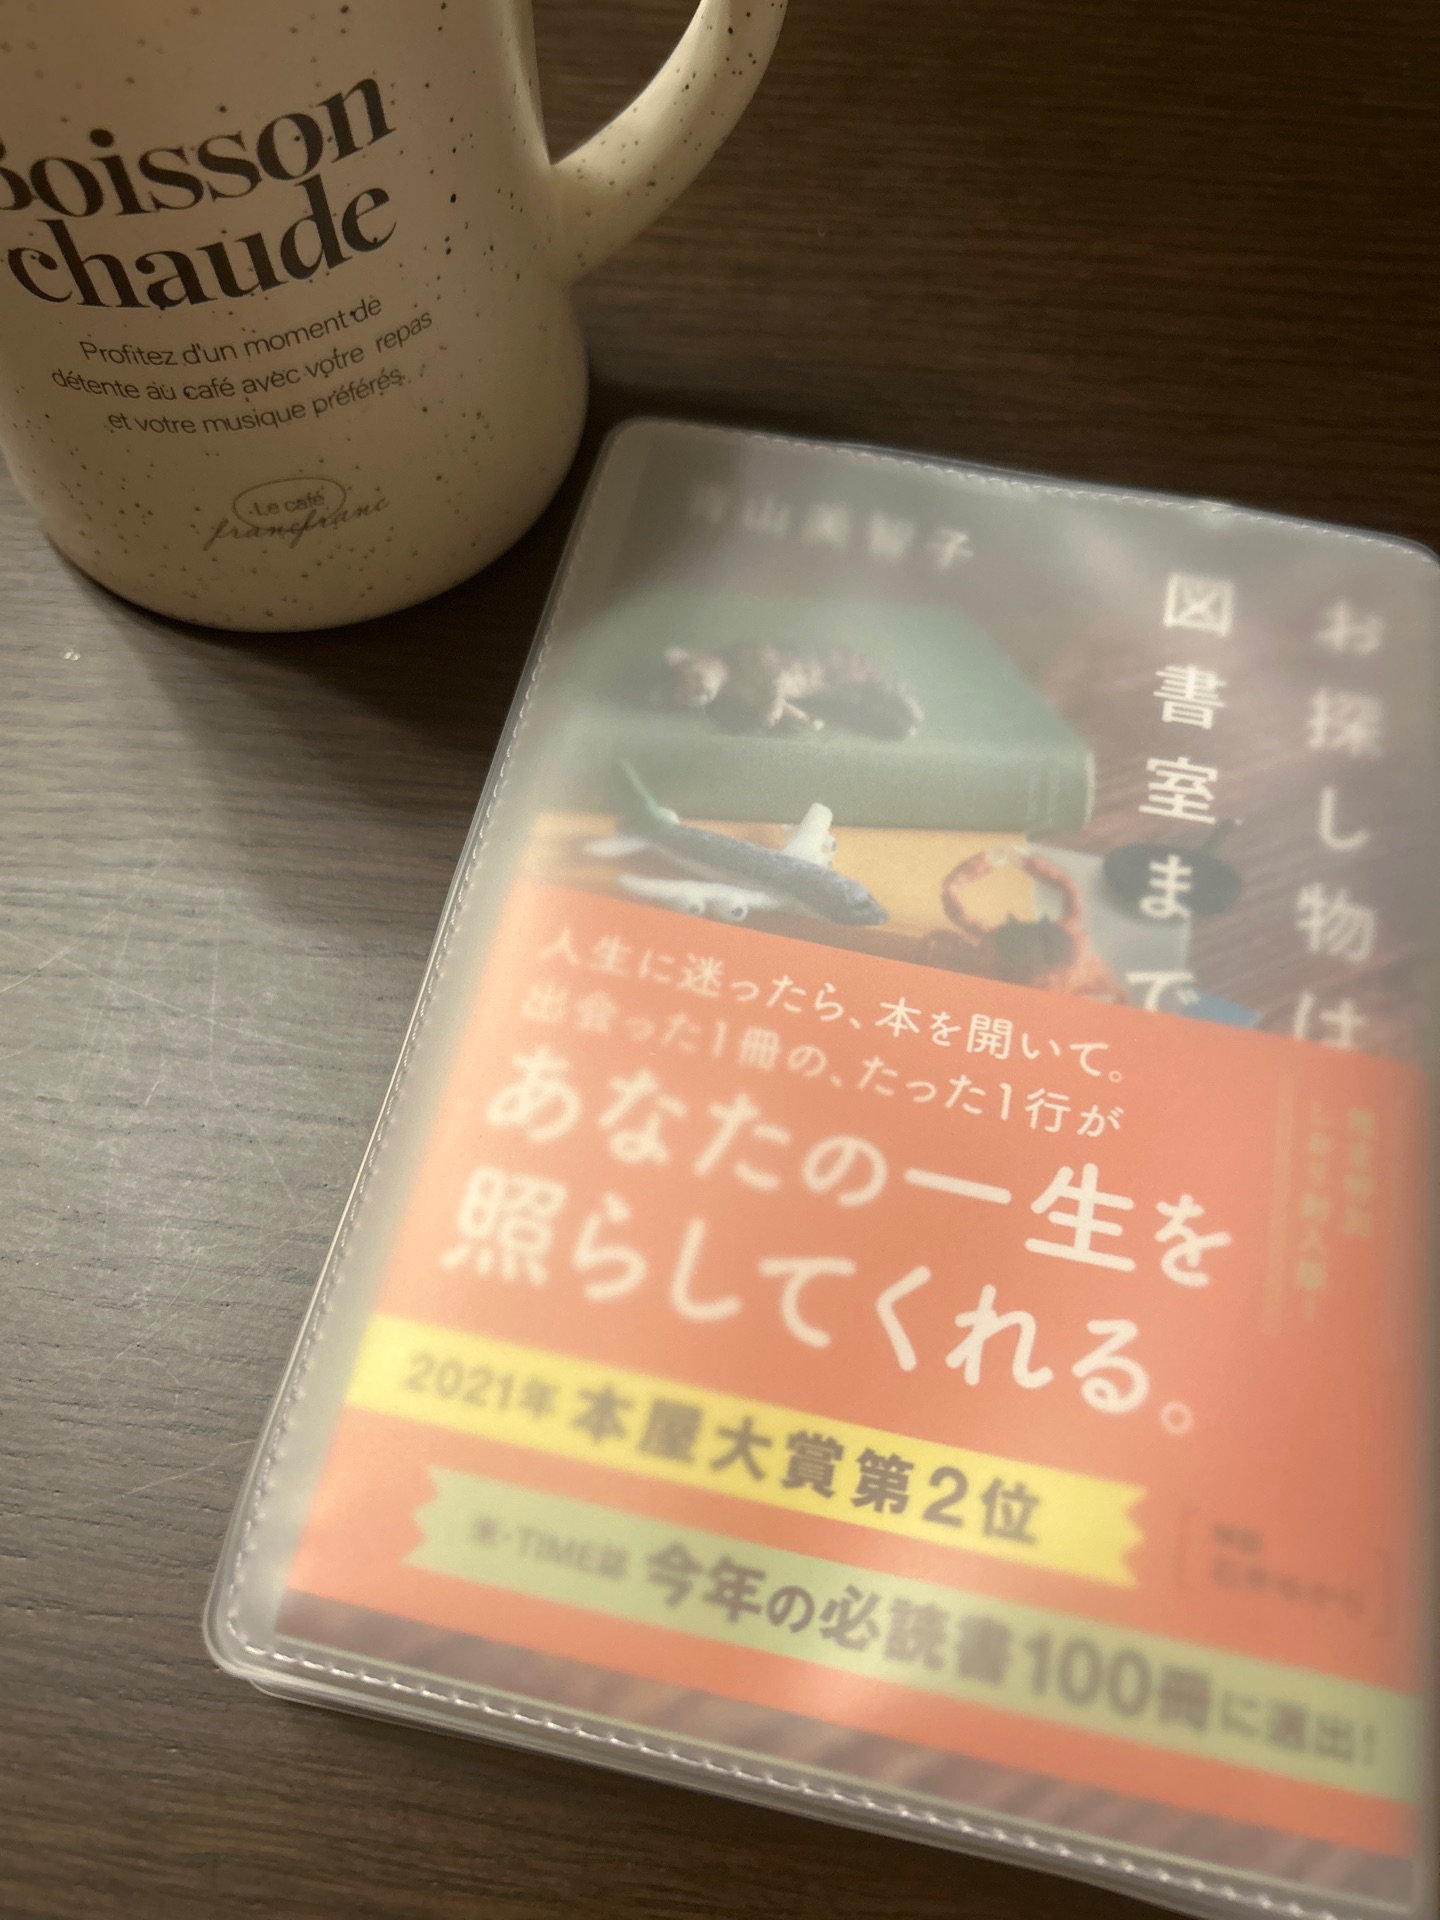 Boisson
chaude
Profitez d'un moment de
détente au café avec votre repas
et votre musique préférés.
Le café
francfranc
青山美智子
お探し物は
図書室まで
人生に迷ったら、本を開いて。
出会った1冊の、たった1行が
あなたの一生を
照らしてくれる。
2021年 本屋大賞第2位
米・TIME誌 今年の必読書100冊に選出!